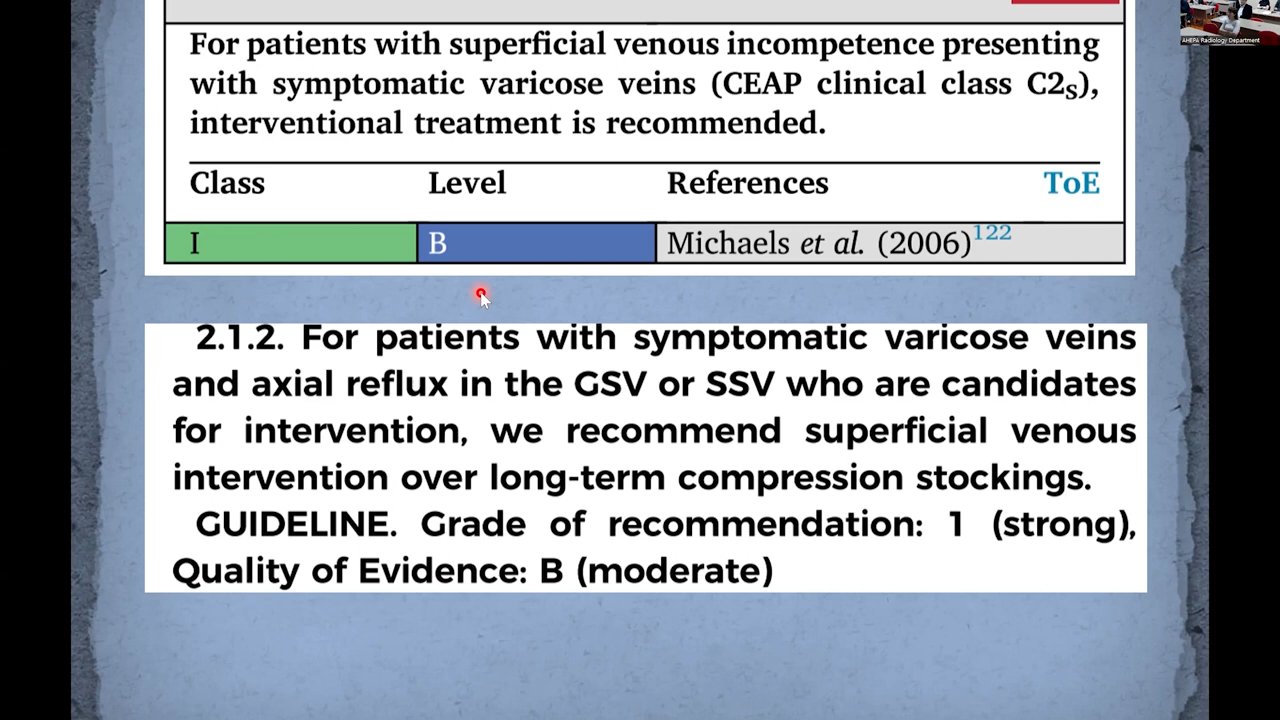 AHEPA Radiology Department
For patients with superficial venous incompetence presenting
with symptomatic varicose veins (CEAP clinical class C2S),
interventional treatment is recommended.
Class Level References ToE
I B Michaels et al. (2006)122
2.1.2. For patients with symptomatic varicose veins
and axial reflux in the GSV or SSV who are candidates
for intervention, we recommend superficial venous
intervention over long-term compression stockings.
GUIDELINE. Grade of recommendation: 1 (strong),
Quality of Evidence: B (moderate)